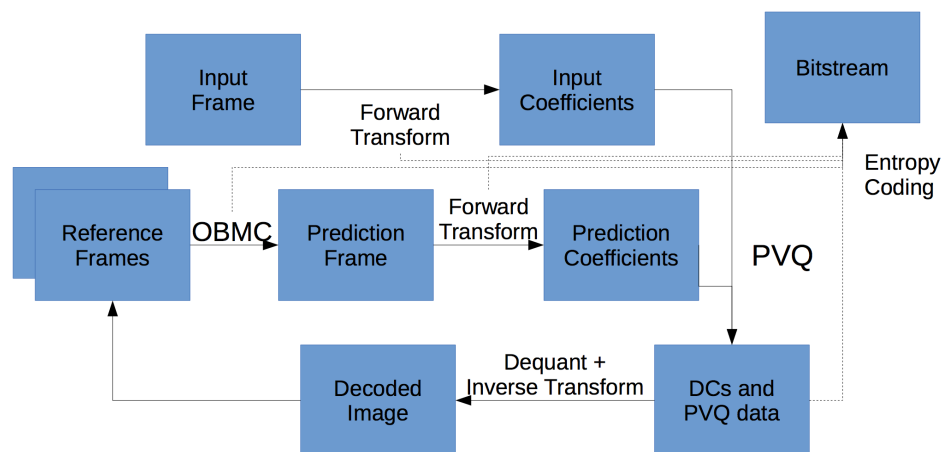 Input
Frame
Input
Coefficients
Bitstream
Forward
Transform
Entropy
Coding
Reference
Frames
OBMC
Prediction
Frame
Forward
Transform
Prediction
Coefficients
PVQ
Decoded
Image
Dequant +
Inverse Transform
DCs and
PVQ data